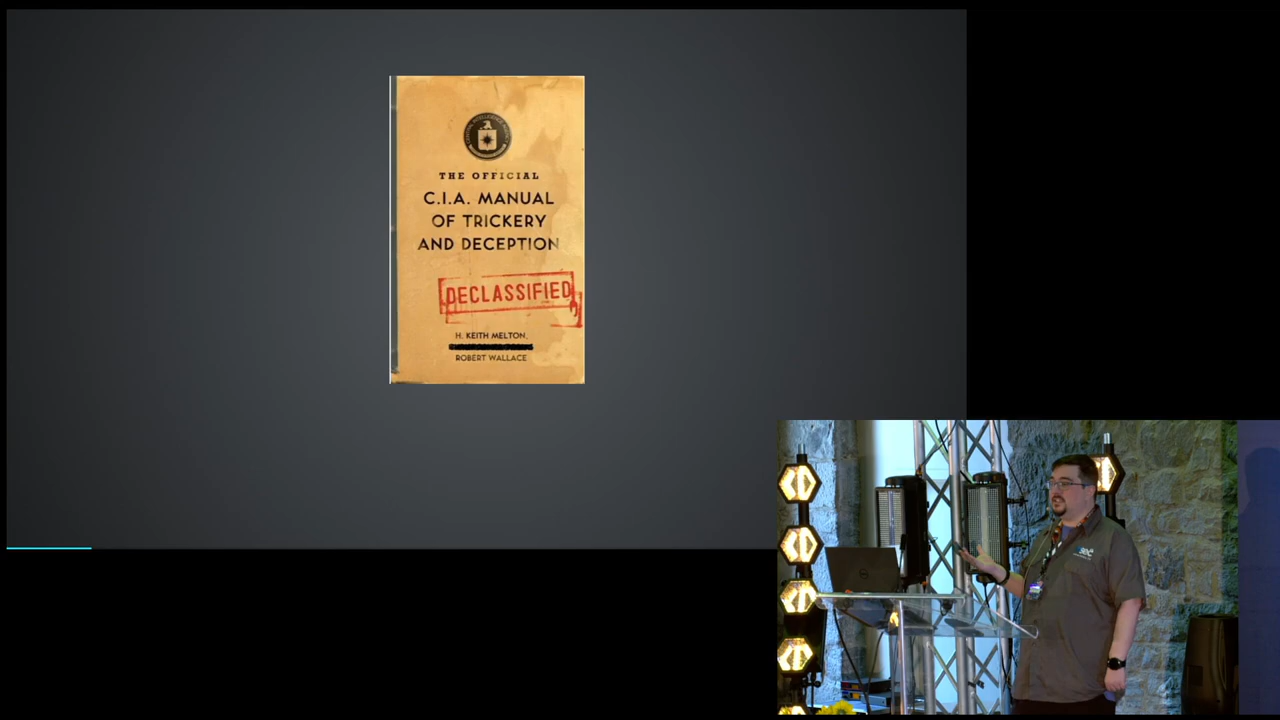 THE OFFICIAL
C.I.A. MANUAL
OF TRICKERY
AND DECEPTION
DECLASSIFIED
H. KEITH MELTON,
ROBERT WALLACE